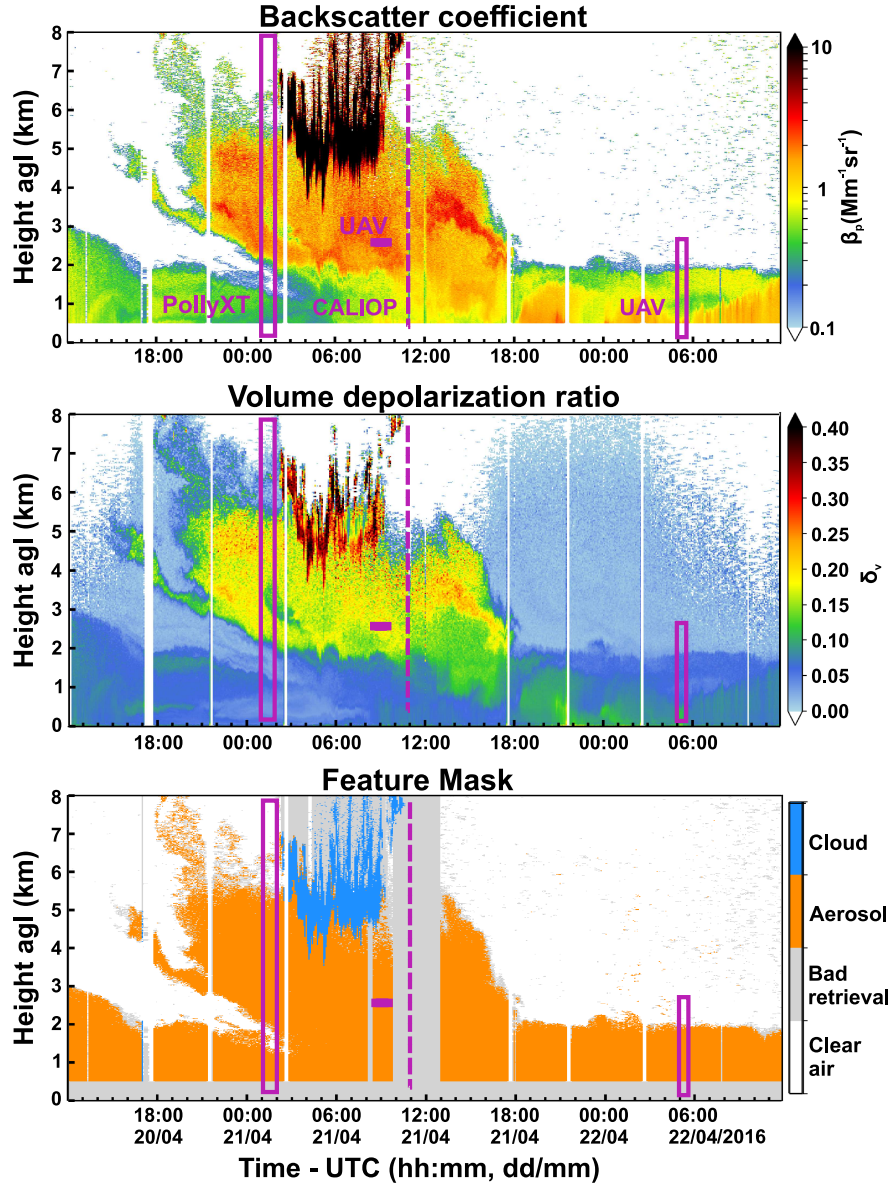 Backscatter coefficient
Height agl (km)
8
7
6
5
4
3
2
1
0
UAV
PollyXT
CALIOP
UAV
18:00 00:00 06:00 12:00 18:00 00:00 06:00
10
1
0.1
βp(Mm-1sr-1)
Volume depolarization ratio
Height agl (km)
8
7
6
5
4
3
2
1
0
18:00 00:00 06:00 12:00 18:00 00:00 06:00
0.40
0.35
0.30
0.25
0.20
0.15
0.10
0.05
0.00
δv
Feature Mask
Height agl (km)
8
7
6
5
4
3
2
1
0
Cloud
Aerosol
Bad
retrieval
Clear
air
18:00 00:00 06:00 12:00 18:00 00:00 06:00
20/04 21/04 21/04 21/04 21/04 22/04 22/04/2016
Time - UTC (hh:mm, dd/mm)